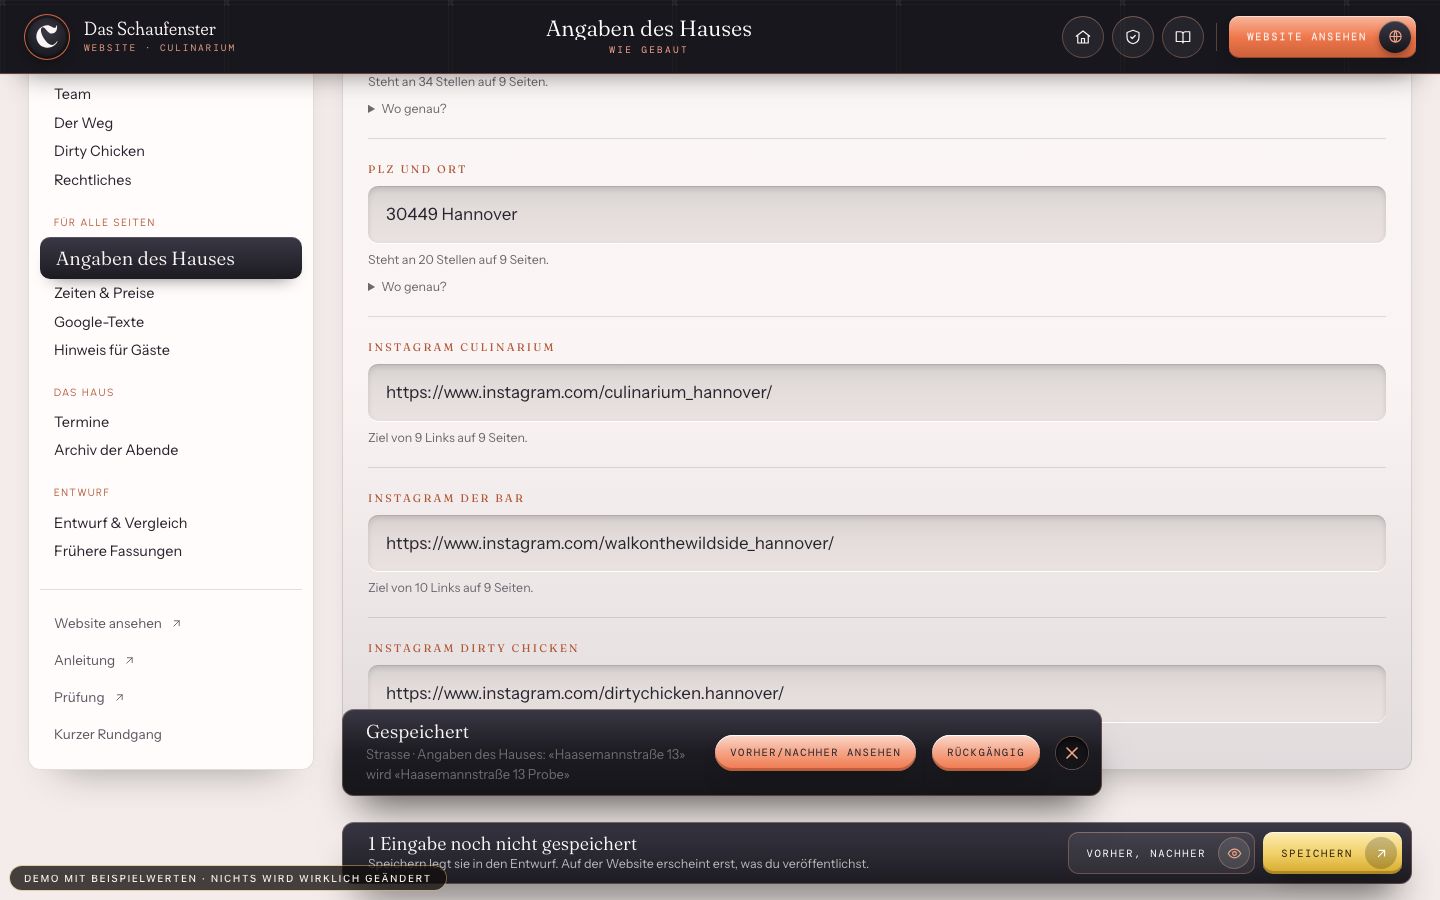 Das Schaufenster
WEBSITE · CULINARIUM
Angaben des Hauses
WIE GEBAUT
WEBSITE ANSEHEN
Team
Der Weg
Dirty Chicken
Rechtliches
FÜR ALLE SEITEN
Angaben des Hauses
Zeiten & Preise
Google-Texte
Hinweis für Gäste
DAS HAUS
Termine
Archiv der Abende
ENTWURF
Entwurf & Vergleich
Frühere Fassungen
Website ansehen
Anleitung
Prüfung
Kurzer Rundgang
Steht an 34 Stellen auf 9 Seiten.
Wo genau?
PLZ UND ORT
30449 Hannover
Steht an 20 Stellen auf 9 Seiten.
Wo genau?
INSTAGRAM CULINARIUM
https://www.instagram.com/culinarium_hannover/
Ziel von 9 Links auf 9 Seiten.
INSTAGRAM DER BAR
https://www.instagram.com/walkonthewildside_hannover/
Ziel von 10 Links auf 9 Seiten.
INSTAGRAM DIRTY CHICKEN
https://www.instagram.com/dirtychicken.hannover/
Gespeichert
Strasse · Angaben des Hauses: «Haasemannstraße 13»
wird «Haasemannstraße 13 Probe»
VORHER/NACHHER ANSEHEN
RÜCKGÄNGIG
1 Eingabe noch nicht gespeichert
Speichern legt sie in den Entwurf. Auf der Website erscheint erst, was du veröffentlichst.
VORHER, NACHHER
SPEICHERN
DEMO MIT BEISPIELWERTEN · NICHTS WIRD WIRKLICH GEÄNDERT